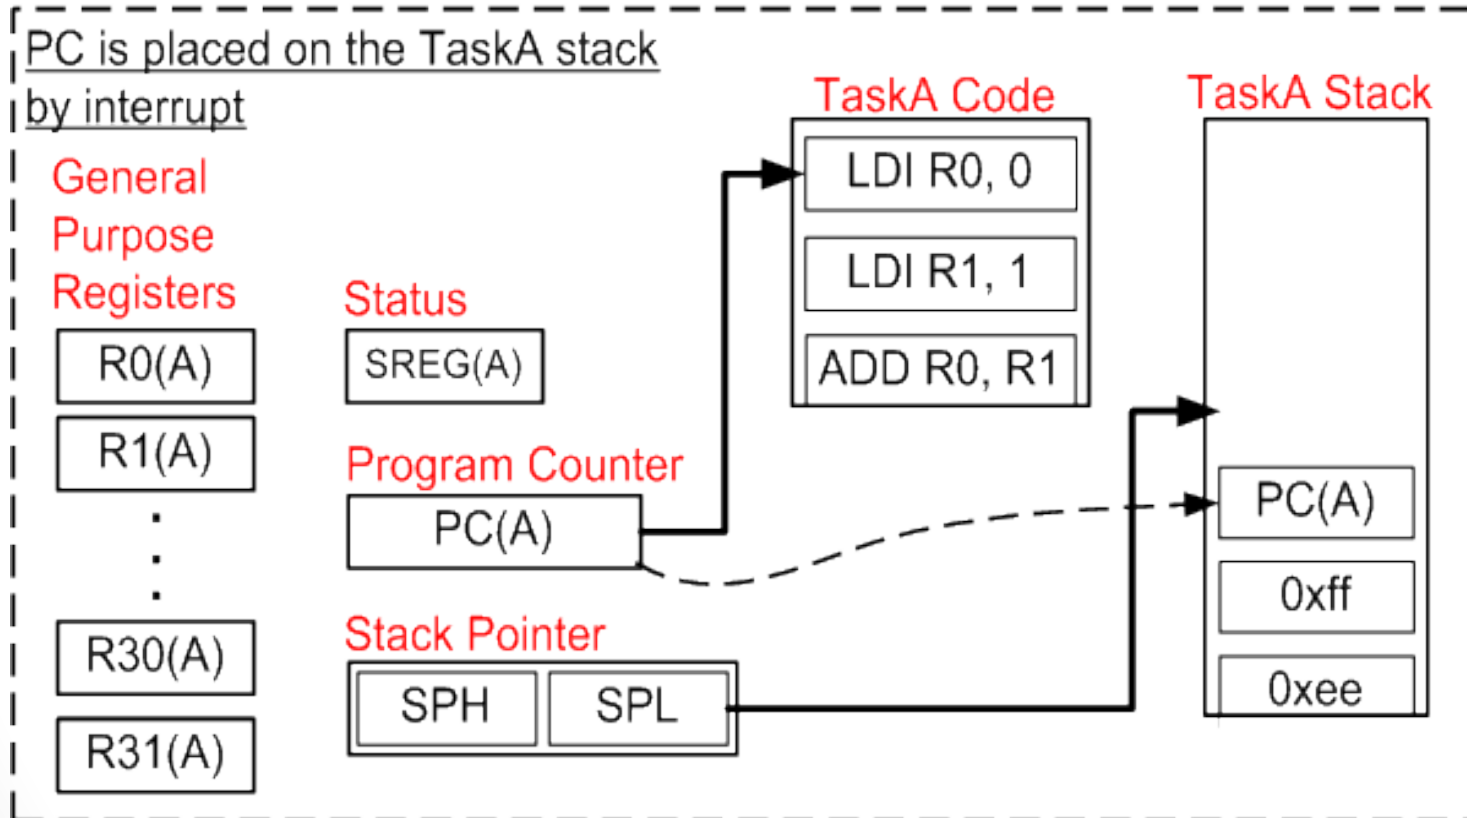 PC is placed on the TaskA stack
by interrupt
General
Purpose
Registers
R0(A)
R1(A)
R30(A)
R31(A)
Status
SREG(A)
Program Counter
PC(A)
Stack Pointer
SPH SPL
TaskA Code
LDI R0, 0
LDI R1, 1
ADD R0, R1
TaskA Stack
PC(A)
0xff
0xee